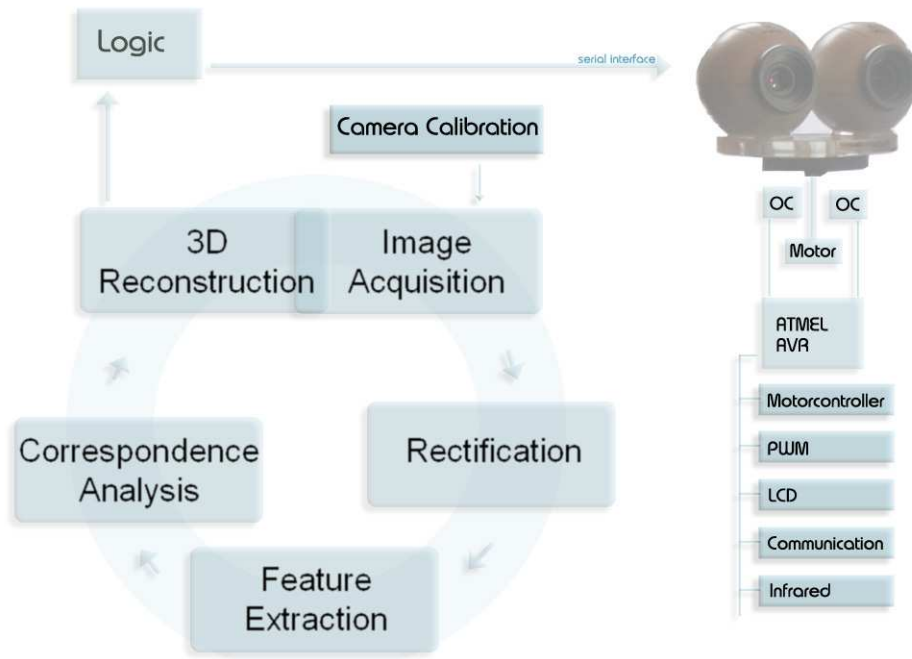 Logic
serial interface
Camera Calibration
3D
Reconstruction
Image
Acquisition
Rectification
Feature
Extraction
Correspondence
Analysis
OC
OC
Motor
ATMEL
AVR
Motorcontroller
PWM
LCD
Communication
Infrared